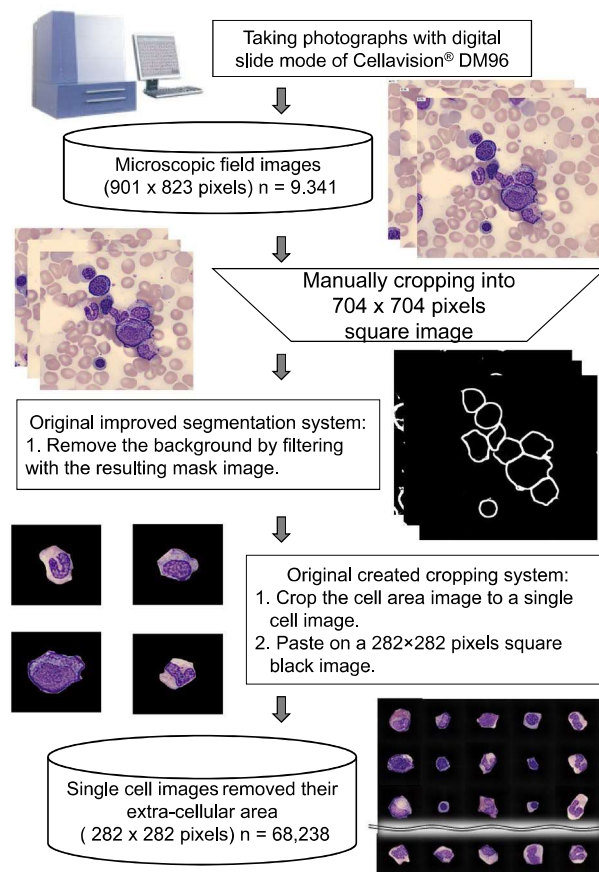 Taking photographs with digital
slide mode of Cellavision® DM96
Microscopic field images
(901 x 823 pixels) n = 9.341
Manually cropping into
704 x 704 pixels
square image
Original improved segmentation system:
1. Remove the background by filtering
with the resulting mask image.
Original created cropping system:
1. Crop the cell area image to a single
cell image.
2. Paste on a 282×282 pixels square
black image.
Single cell images removed their
extra-cellular area
( 282 x 282 pixels) n = 68,238